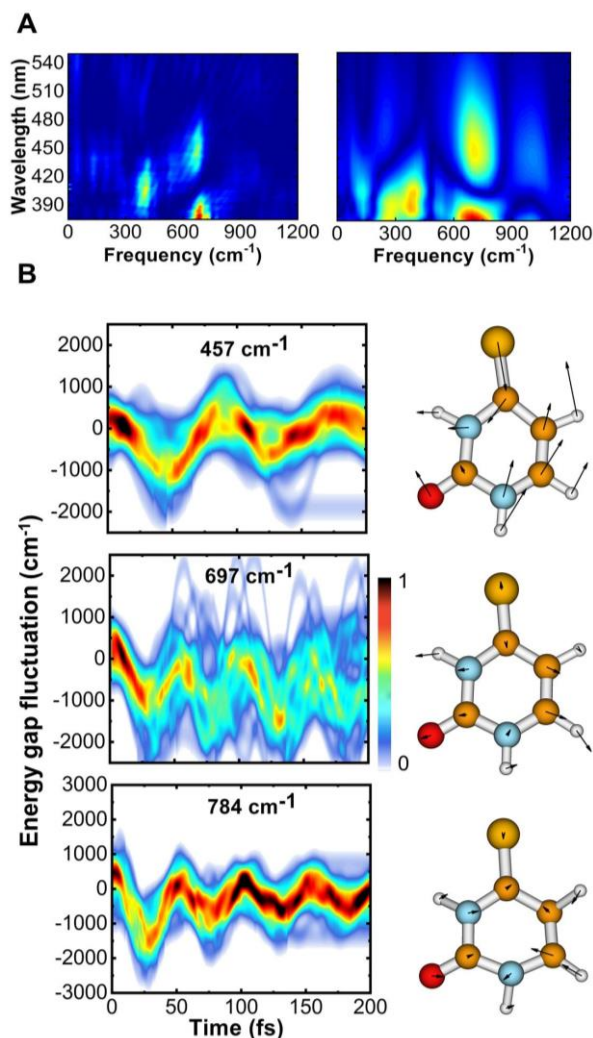 A
Wavelength (nm)
540
510
480
450
420
390
0 300 600 900 1200
Frequency (cm-1)
0 300 600 900 1200
Frequency (cm-1)
B
Energy gap fluctuation (cm-1)
457 cm-1
2000
1000
0
-1000
-2000
697 cm-1
2000
1000
0
-1000
-2000
1
0
784 cm-1
3000
2000
1000
0
-1000
-2000
-3000
0 50 100 150 200
Time (fs)